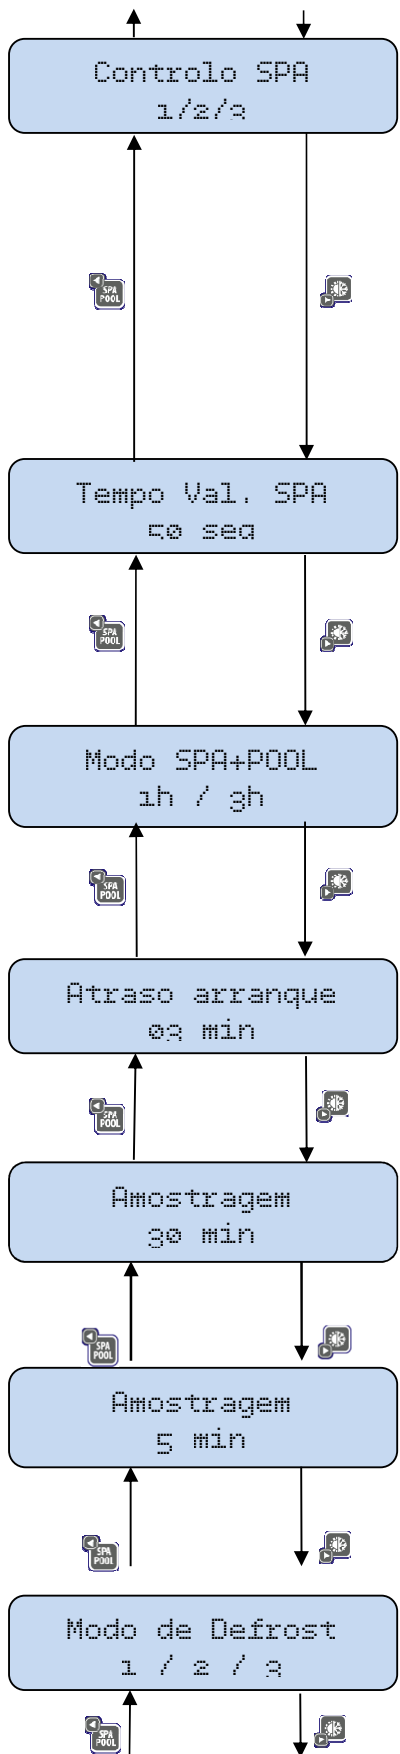 Controlo SPA
1/2/3
SPA
POOL
Tempo Val. SPA
50 seg
SPA
POOL
Modo SPA+POOL
1h / 3h
SPA
POOL
Atraso arranque
03 min
SPA
POOL
Amostragem
30 min
SPA
POOL
Amostragem
5 min
SPA
POOL
Modo de Defrost
1 / 2 / 3
SPA
POOL